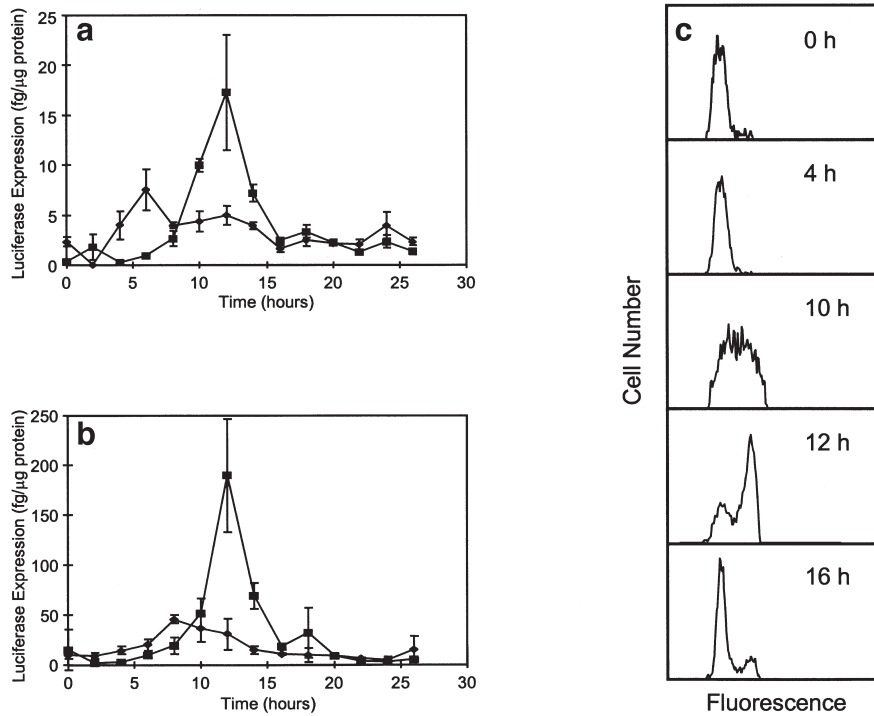 a
Luciferase Expression (fg/µg protein)
25
20
15
10
5
0
0 5 10 15 20 25 30
Time (hours)
b
Luciferase Expression (fg/µg protein)
250
200
150
100
50
0
0 5 10 15 20 25 30
Time (hours)
c
Cell Number
0 h
4 h
10 h
12 h
16 h
Fluorescence